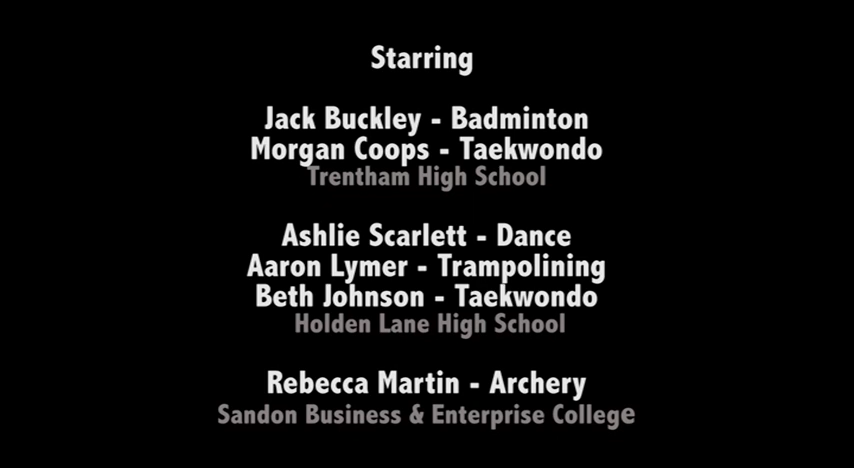 Starring
Jack Buckley - Badminton
Morgan Coops - Taekwondo
Trentham High School
Ashlie Scarlett - Dance
Aaron Lymer - Trampolining
Beth Johnson - Taekwondo
Holden Lane High School
Rebecca Martin - Archery
Sandon Business & Enterprise College